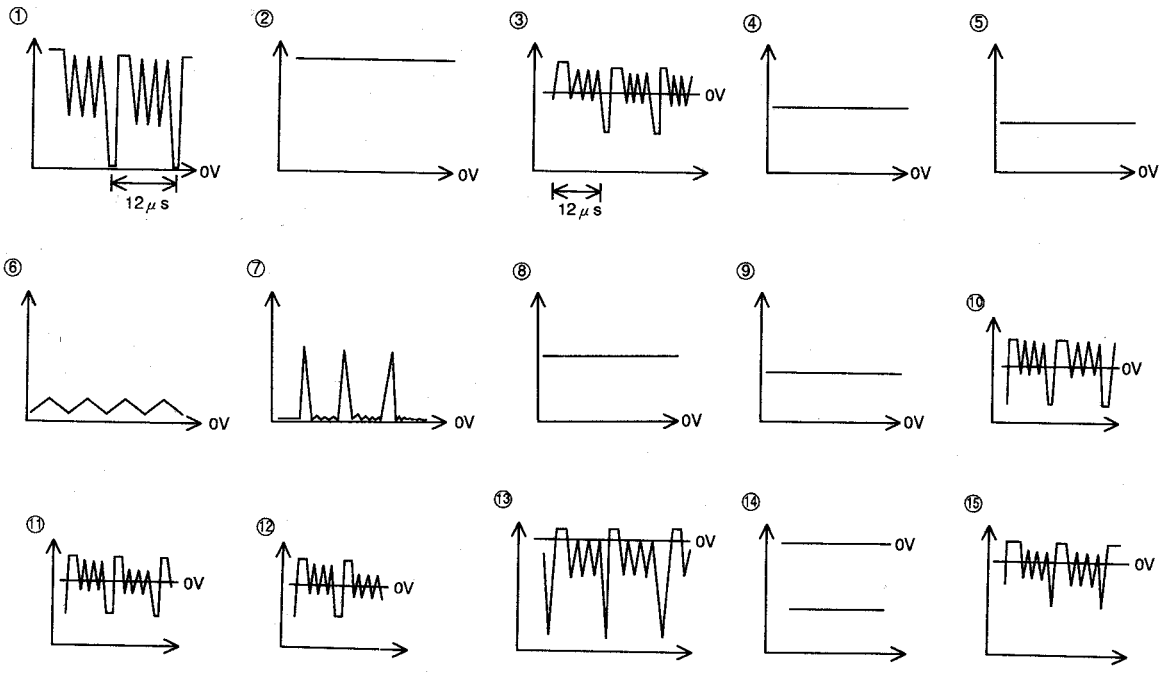 ① ② ③ ④ ⑤
0V 0V 0V 0V 0V
12μs 12μs
⑥ ⑦ ⑧ ⑨ ⑩
0V 0V 0V 0V 0V
⑪ ⑫ ⑬ ⑭ ⑮
0V 0V 0V 0V 0V